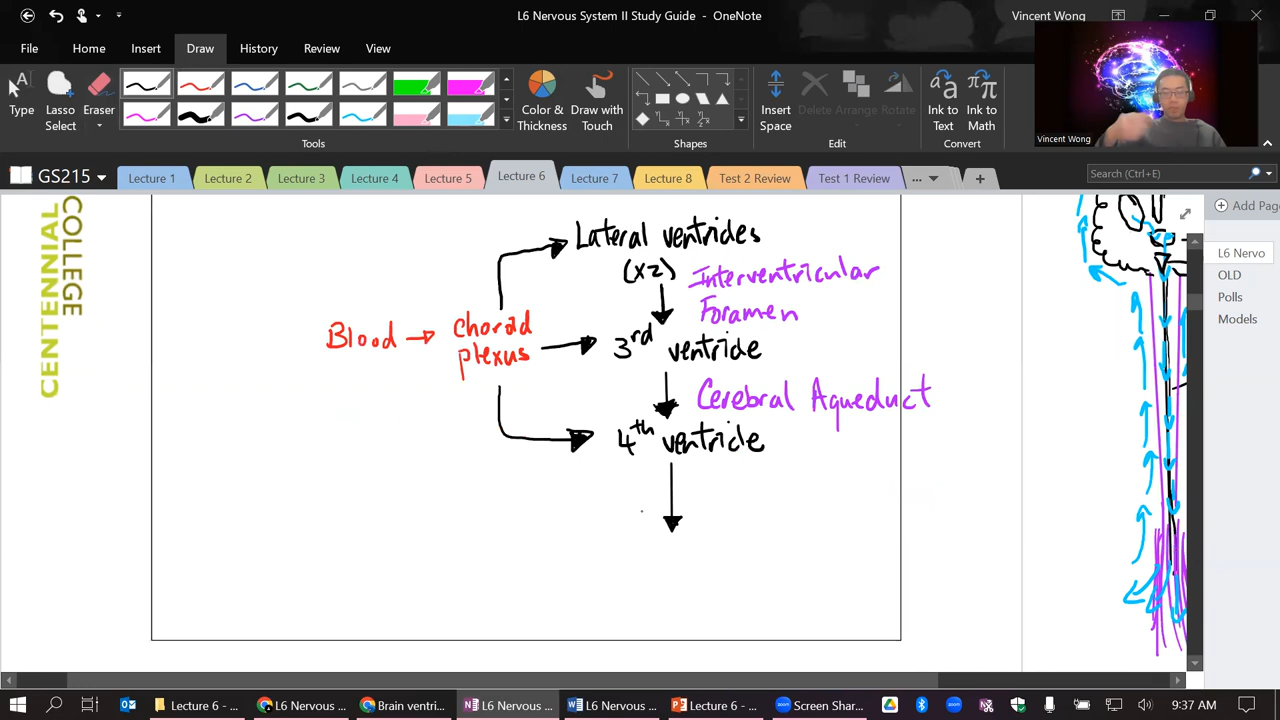 L6 Nervous System II Study Guide - OneNote
Vincent Wong
File Home Insert Draw History Review View
Type
Lasso Select
Eraser
Color & Thickness
Draw with Touch
Insert Space
Delete
Arrange
Rotate
Ink to Text
Ink to Math
Tools
Shapes
Edit
Convert
Vincent Wong
GS215
Lecture 1
Lecture 2
Lecture 3
Lecture 4
Lecture 5
Lecture 6
Lecture 7
Lecture 8
Test 2 Review
Test 1 Review
...
Search (Ctrl+E)
Add Pag
L6 Nervo
OLD
Polls
Models
CENTENNIAL
COLLEGE
Lateral ventrides
(x2)
Interventricular
Foramen
Blood
choroid
plexus
3rd ventride
Cerebral Aqueduct
4th ventride
Lecture 6 - ...
L6 Nervous ...
Brain ventri...
L6 Nervous ...
L6 Nervous ...
Lecture 6 - ...
Screen Shar...
9:37 AM